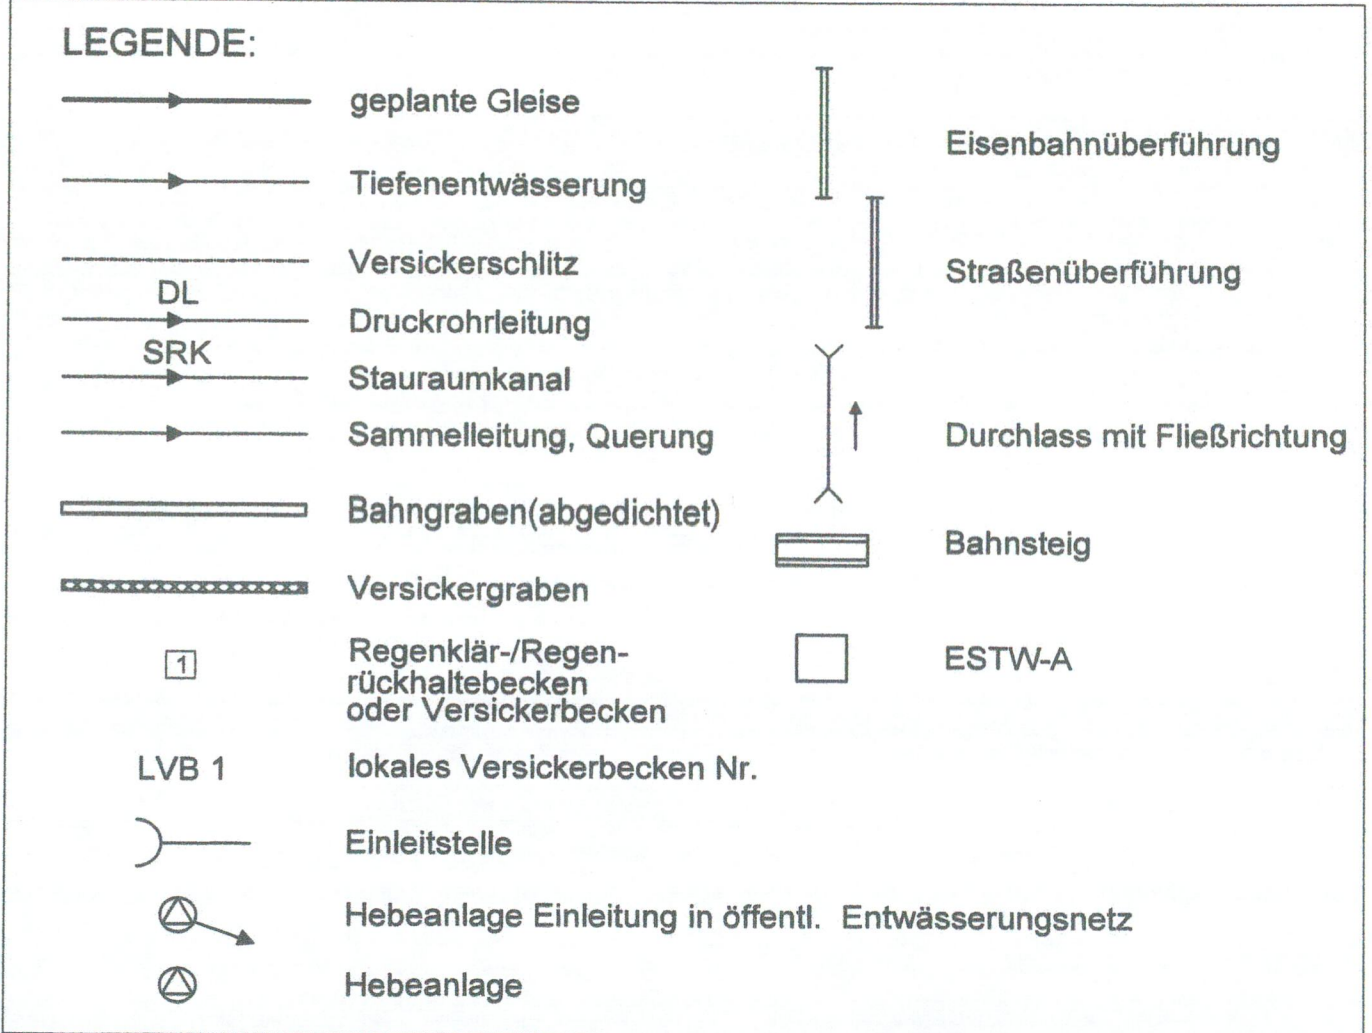 LEGENDE:
geplante Gleise
Tiefenentwässerung
Versickerschlitz
DL
Druckrohrleitung
SRK
Stauraumkanal
Sammelleitung, Querung
Bahngraben(abgedichtet)
Versickergraben
1
Regenklär-/Regen-
rückhaltebecken
oder Versickerbecken
LVB 1
lokales Versickerbecken Nr.
Einleitstelle
Hebeanlage Einleitung in öffentl. Entwässerungsnetz
Hebeanlage
Eisenbahnüberführung
Straßenüberführung
Durchlass mit Fließrichtung
Bahnsteig
ESTW-A